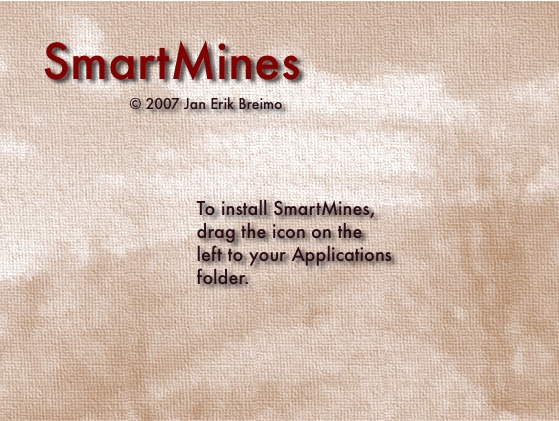 SmartMines
© 2007 Jan Erik Breimo
To install SmartMines,
drag the icon on the
left to your Applications
folder.